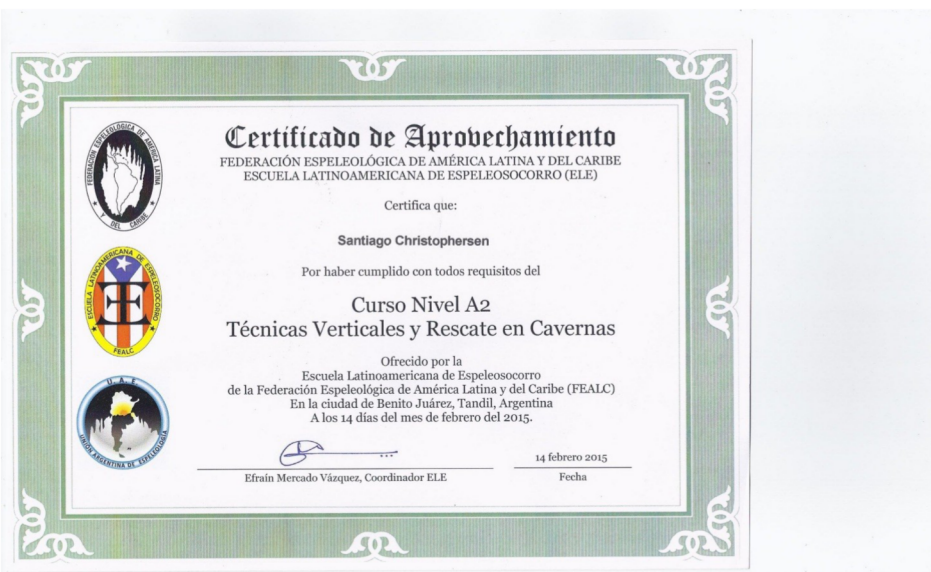 Certificado de Aprovechamiento
FEDERACIÓN ESPELEOLÓGICA DE AMÉRICA LATINA Y DEL CARIBE
ESCUELA LATINOAMERICANA DE ESPELEOSOCORRO (ELE)
Certifica que:
Santiago Christophersen
Por haber cumplido con todos requisitos del
Curso Nivel A2
Técnicas Verticales y Rescate en Cavernas
Ofrecido por la
Escuela Latinoamericana de Espeleosocorro
de la Federación Espeleológica de América Latina y del Caribe (FEALC)
En la ciudad de Benito Juárez, Tandil, Argentina
A los 14 días del mes de febrero del 2015.
14 febrero 2015
Efraín Mercado Vázquez, Coordinador ELE
Fecha
FEDERACIÓN ESPELEOLÓGICA DE AMÉRICA LATINA
Y DEL CARIBE
ESCUELA LATINOAMERICANA DE ESPELEOSOCORRO
FEALC
U.A.E.
UNIÓN ARGENTINA DE ESPELEOLOGÍA